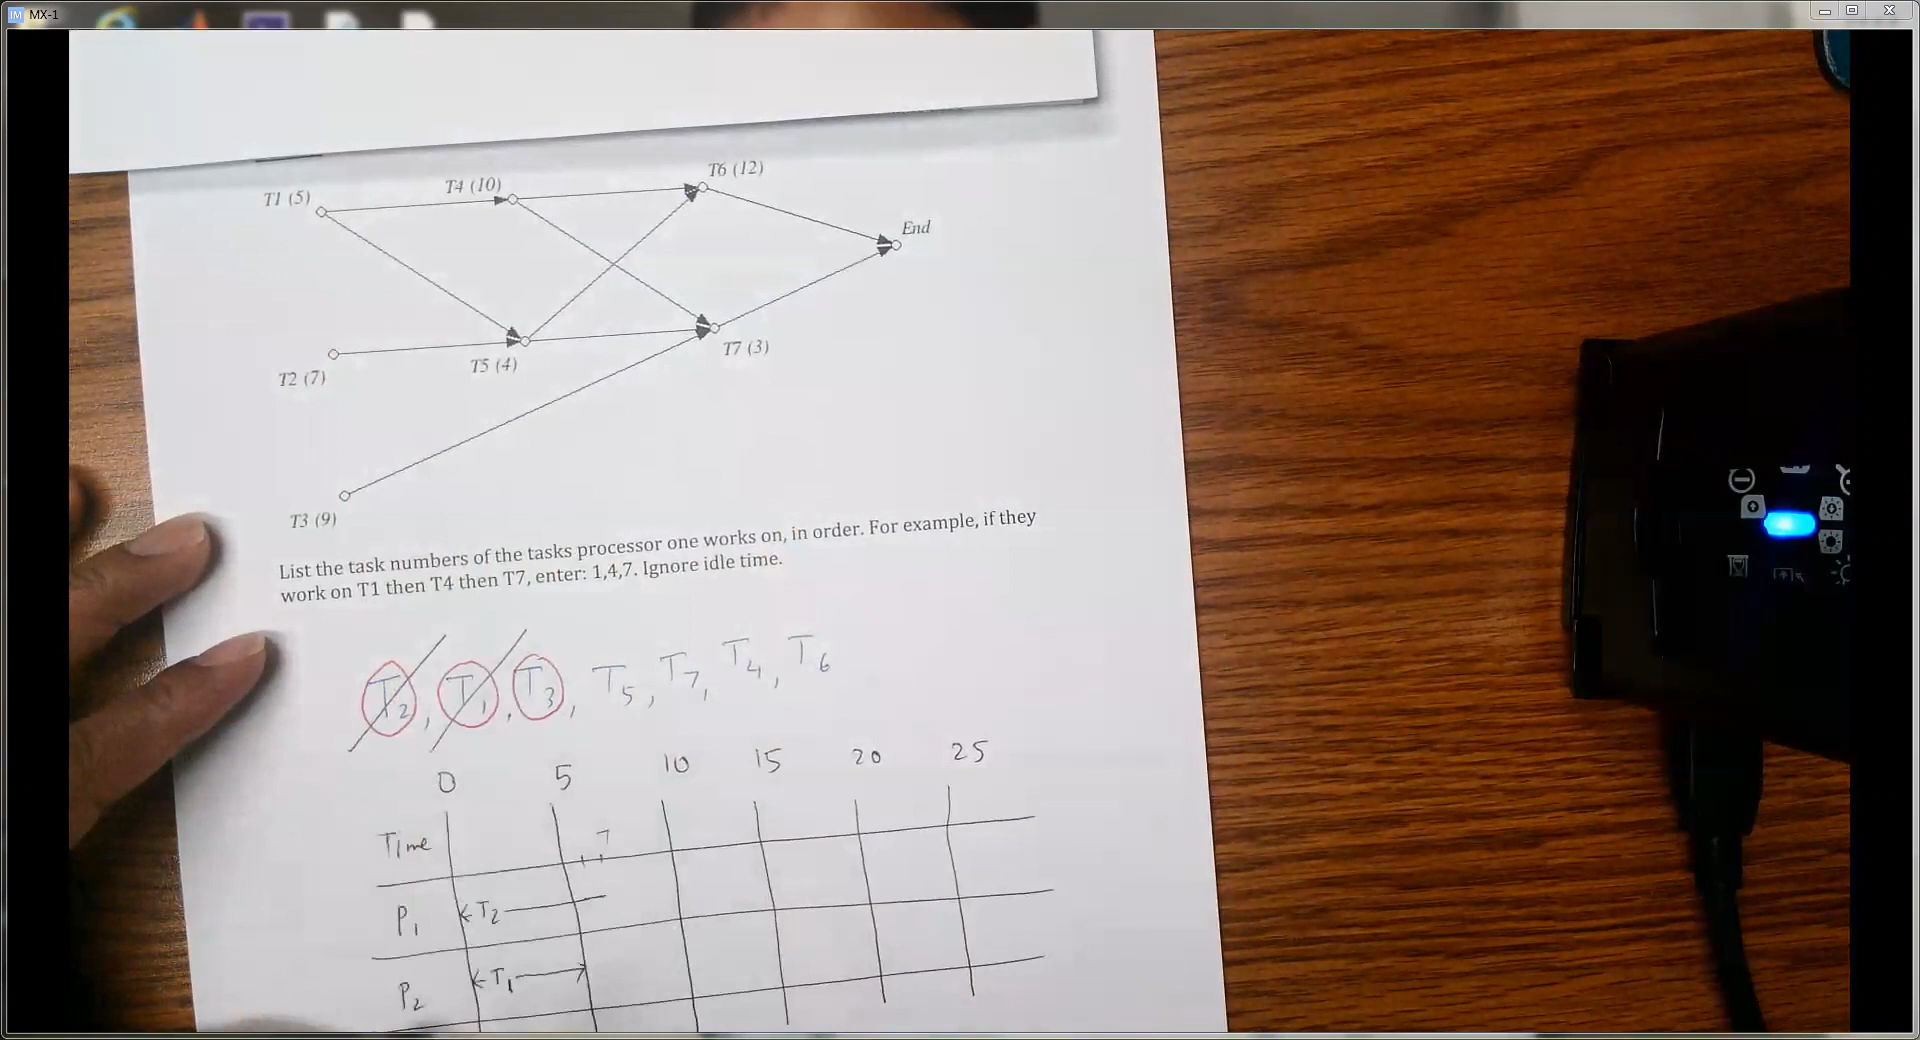 MX-1
T6 (12)
T1 (5)
T4 (10)
End
T2 (7)
T5 (4)
T7 (3)
T3 (9)
List the task numbers of the tasks processor one works on, in order. For example, if they
work on T1 then T4 then T7, enter: 1,4,7. Ignore idle time.
T2, T1, T3, T5, T7, T4, T6
0 5 10 15 20 25
Time 7
P1 T2
P2 T1